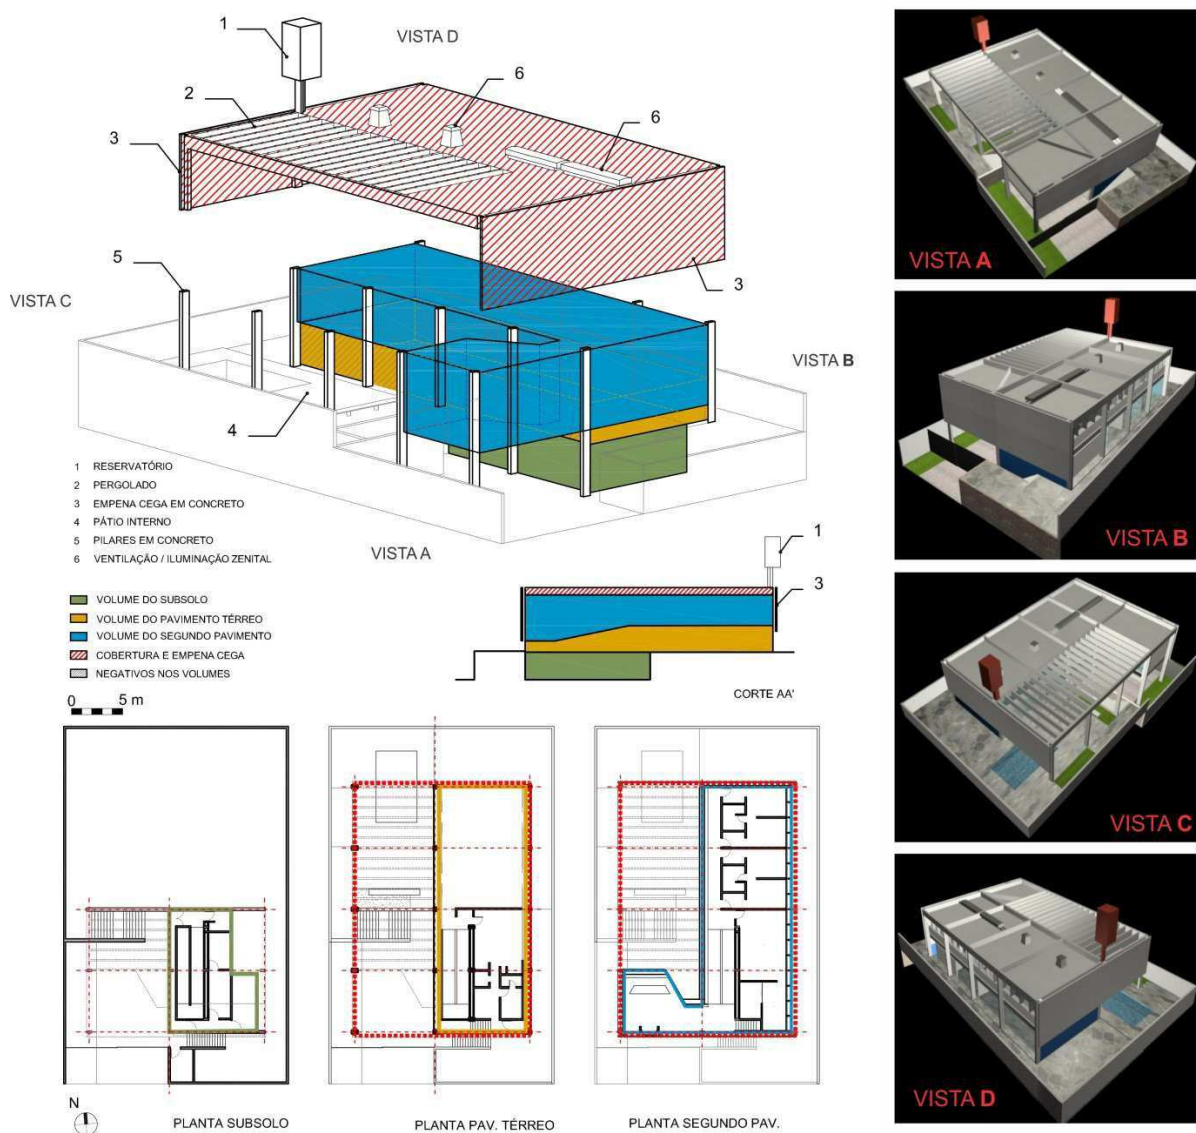 1
VISTA D
6
2
6
3
5
3
VISTA C
VISTA B
4
1 RESERVATÓRIO
2 PERGOLADO
3 EMPENA CEGA EM CONCRETO
4 PÁTIO INTERNO
5 PILARES EM CONCRETO
6 VENTILAÇÃO / ILUMINAÇÃO ZENITAL
VISTA A
1
3
VOLUME DO SUBSOLO
VOLUME DO PAVIMENTO TÉRREO
VOLUME DO SEGUNDO PAVIMENTO
COBERTURA E EMPENA CEGA
NEGATIVOS NOS VOLUMES
CORTE AA'
0 5 m
N
PLANTA SUBSOLO
PLANTA PAV. TÉRREO
PLANTA SEGUNDO PAV.
VISTA A
VISTA B
VISTA C
VISTA D